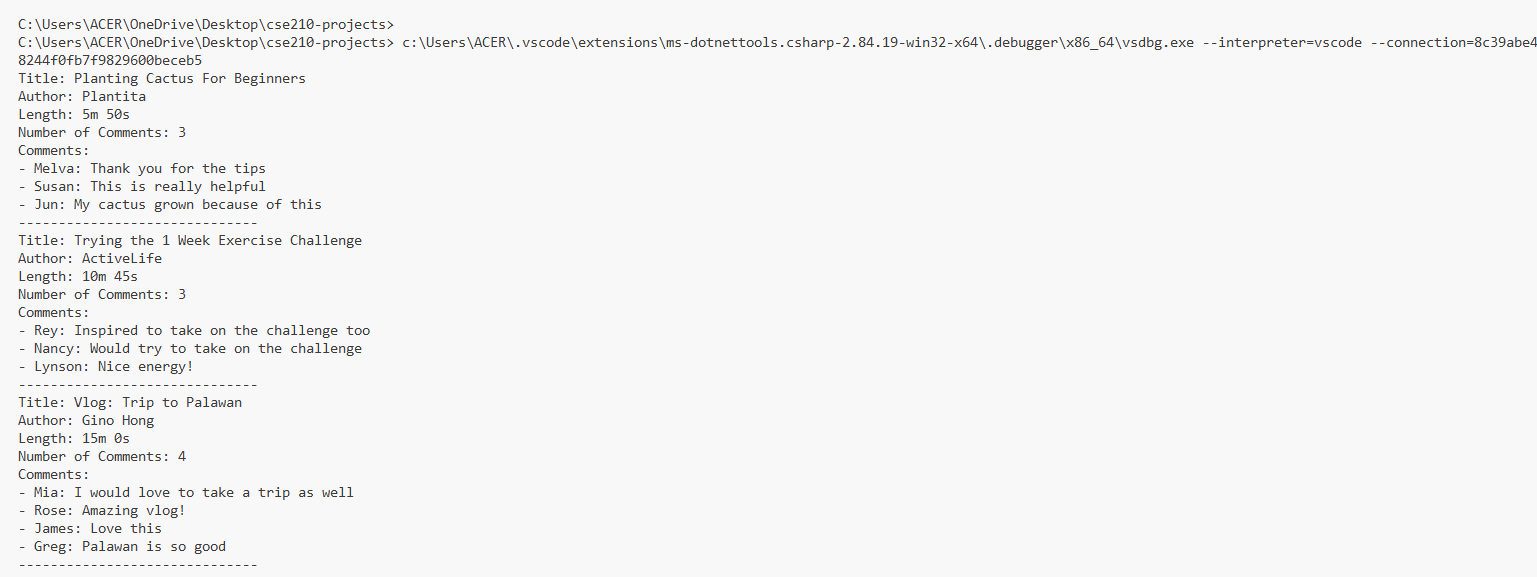 C:\Users\ACER\OneDrive\Desktop\cse210-projects>
C:\Users\ACER\OneDrive\Desktop\cse210-projects> c:\Users\ACER\.vscode\extensions\ms-dotnettools.csharp-2.84.19-win32-x64\.debugger\x86_64\vsdbg.exe --interpreter=vscode --connection=8c39abe4
8244f0fb7f9829600beceb5
Title: Planting Cactus For Beginners
Author: Plantita
Length: 5m 50s
Number of Comments: 3
Comments:
- Melva: Thank you for the tips
- Susan: This is really helpful
- Jun: My cactus grown because of this
------------------------------
Title: Trying the 1 Week Exercise Challenge
Author: ActiveLife
Length: 10m 45s
Number of Comments: 3
Comments:
- Rey: Inspired to take on the challenge too
- Nancy: Would try to take on the challenge
- Lynson: Nice energy!
------------------------------
Title: Vlog: Trip to Palawan
Author: Gino Hong
Length: 15m 0s
Number of Comments: 4
Comments:
- Mia: I would love to take a trip as well
- Rose: Amazing vlog!
- James: Love this
- Greg: Palawan is so good
------------------------------